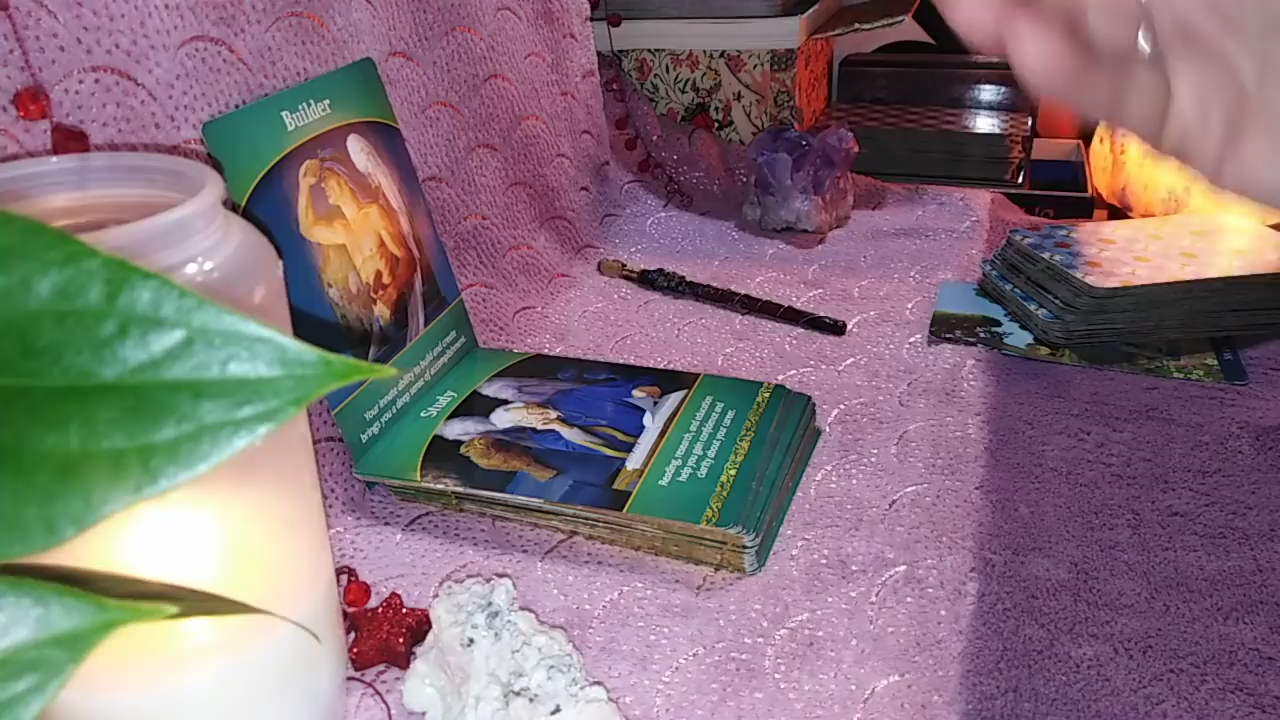 Builder
Your innate ability to build and create
brings you a deep sense of accomplishment.
Study
Reading, research, and education
help you gain confidence and
clarity about your career.